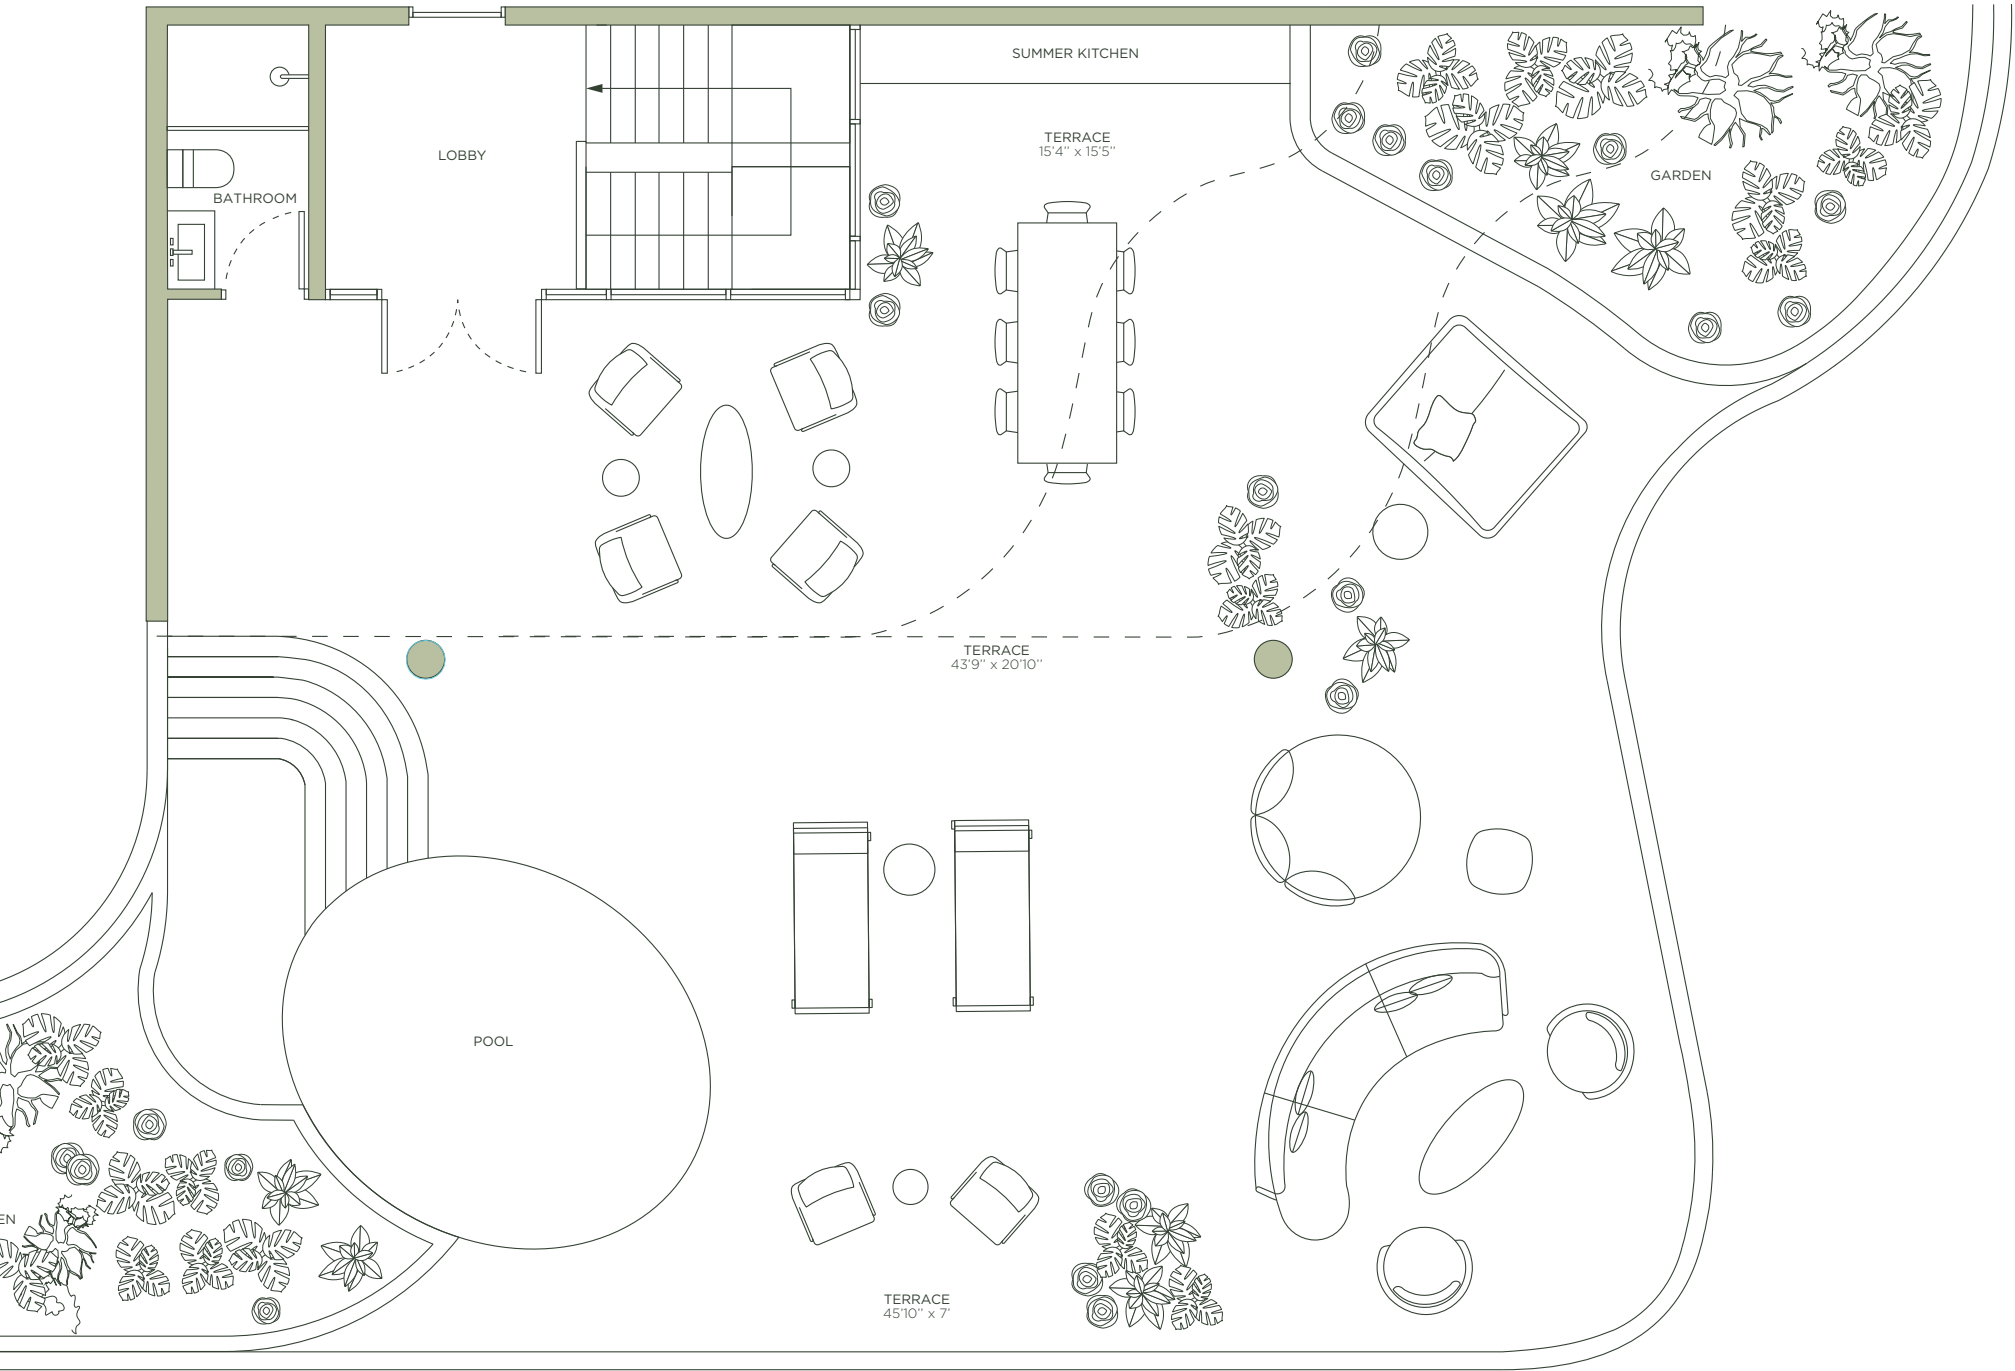 SUMMER KITCHEN
TERRACE
15'4'' x 15'5''
LOBBY
GARDEN
BATHROOM
TERRACE
43'9'' x 20'10''
POOL
EN
TERRACE
45'10'' x 7'